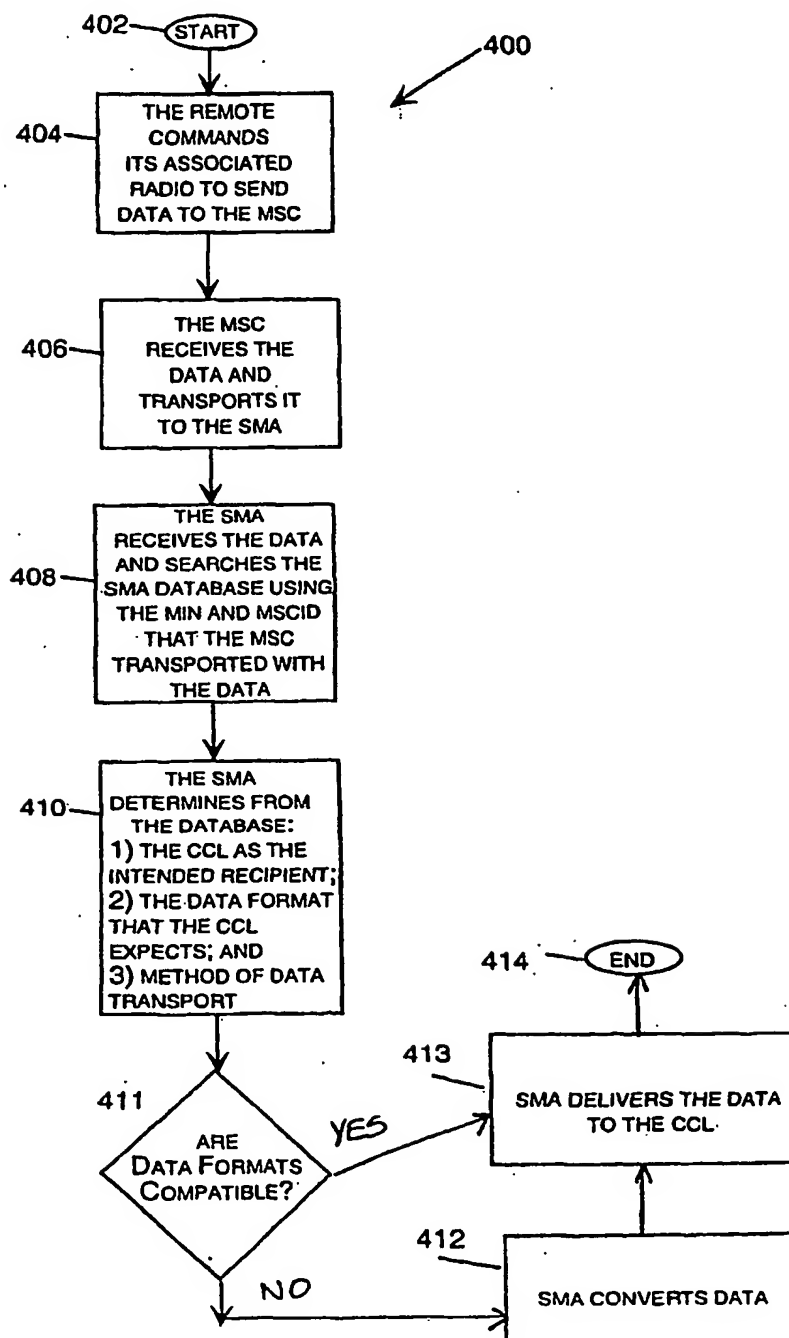 402
START
400
404
THE REMOTE
COMMANDS
ITS ASSOCIATED
RADIO TO SEND
DATA TO THE MSC
406
THE MSC
RECEIVES THE
DATA AND
TRANSPORTS IT
TO THE SMA
408
THE SMA
RECEIVES THE DATA
AND SEARCHES THE
SMA DATABASE USING
THE MIN AND MSCID
THAT THE MSC
TRANSPORTED WITH
THE DATA
410
THE SMA
DETERMINES FROM
THE DATABASE:
1) THE CCL AS THE
INTENDED RECIPIENT;
2) THE DATA FORMAT
THAT THE CCL
EXPECTS; AND
3) METHOD OF DATA
TRANSPORT
411
ARE
DATA FORMATS
COMPATIBLE?
YES
NO
412
SMA CONVERTS DATA
413
SMA DELIVERS THE DATA
TO THE CCL
414
END